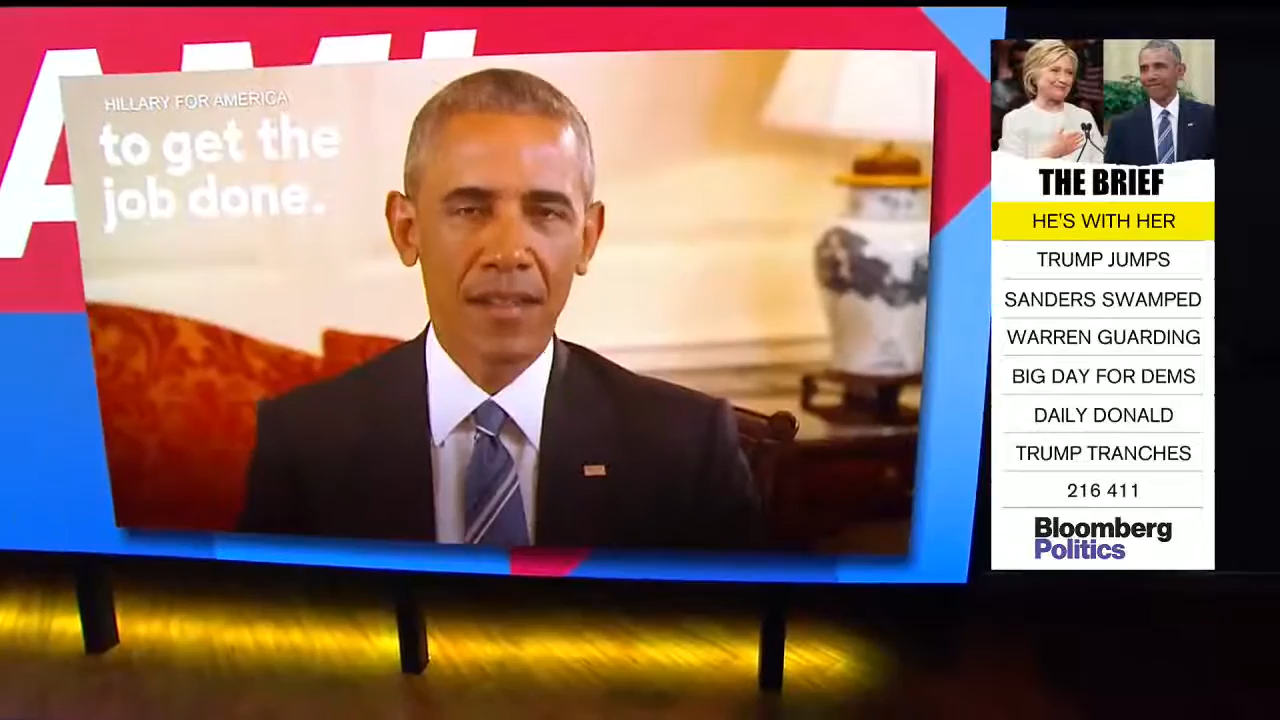 HILLARY FOR AMERICA
to get the
job done.
THE BRIEF
HE'S WITH HER
TRUMP JUMPS
SANDERS SWAMPED
WARREN GUARDING
BIG DAY FOR DEMS
DAILY DONALD
TRUMP TRANCHES
216 411
Bloomberg
Politics